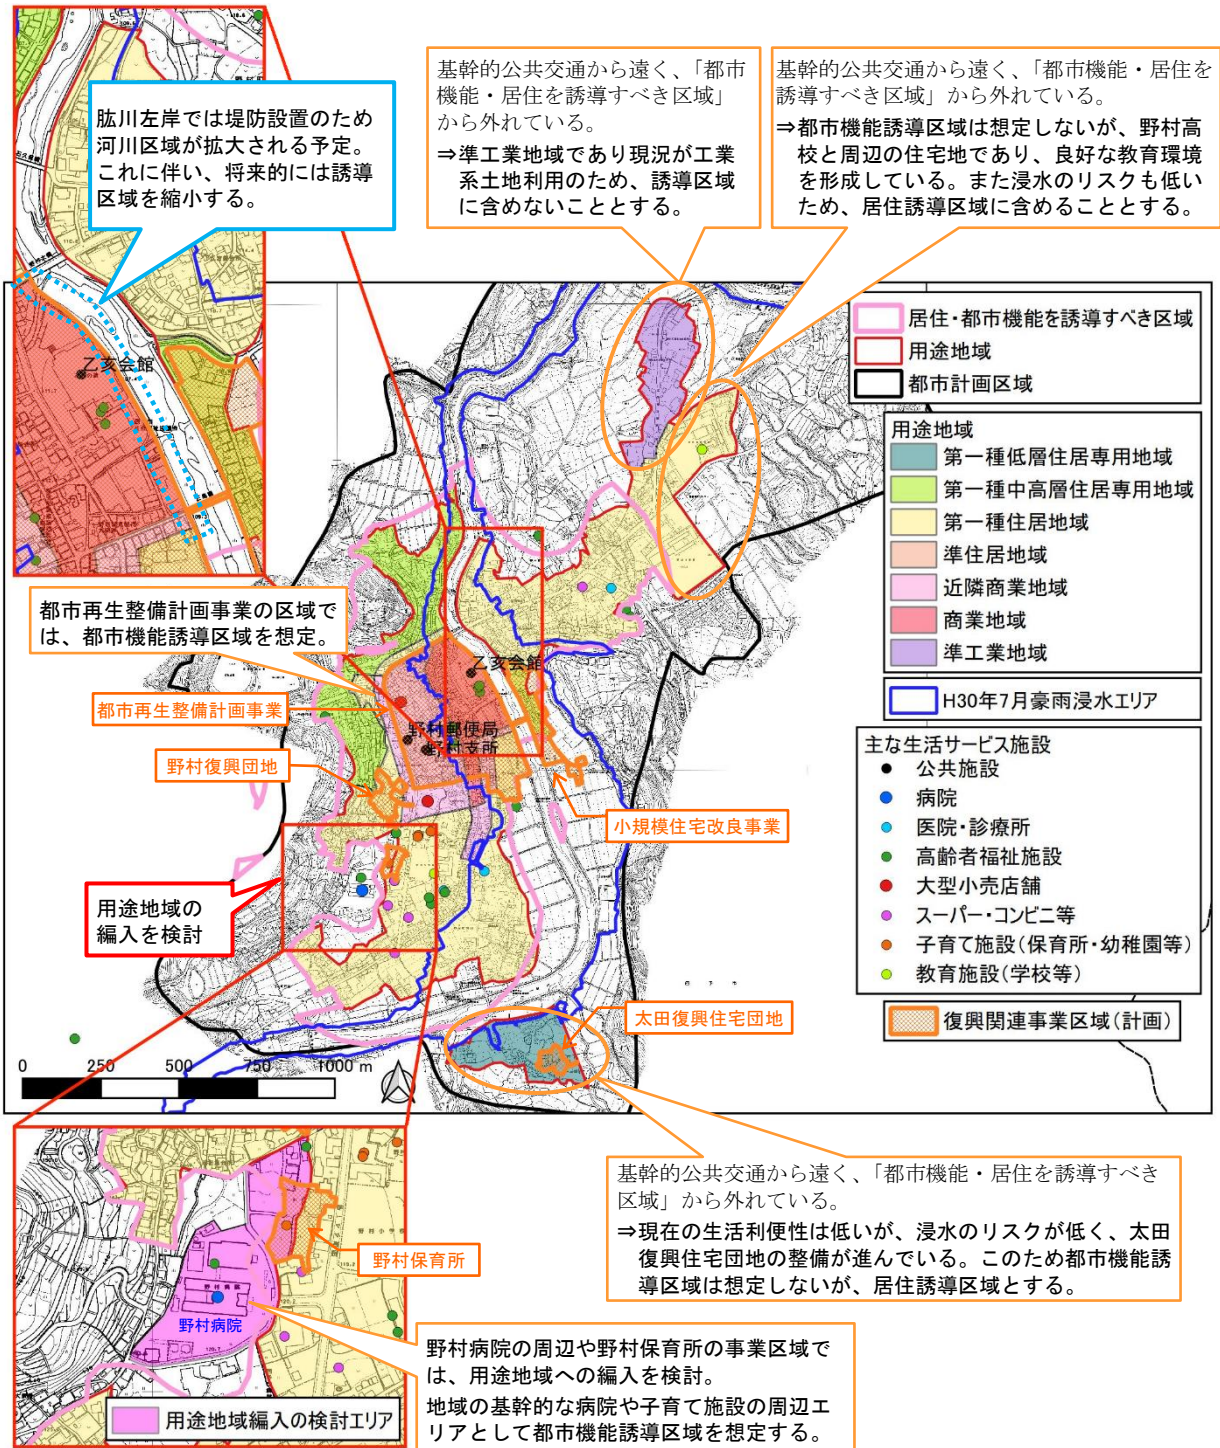 肱川左岸では堤防設置のため
河川区域が拡大される予定。
これに伴い、将来的には誘導
区域を縮小する。
基幹的公共交通から遠く、「都市
機能・居住を誘導すべき区域」
から外れている。
⇒準工業地域であり現況が工業
系土地利用のため、誘導区域
に含めないこととする。
基幹的公共交通から遠く、「都市機能・居住を
誘導すべき区域」から外れている。
⇒都市機能誘導区域は想定しないが、野村高
校と周辺の住宅地であり、良好な教育環境
を形成している。また浸水のリスクも低い
ため、居住誘導区域に含めることとする。
乙亥会館
居住・都市機能を誘導すべき区域
用途地域
都市計画区域
用途地域
第一種低層住居専用地域
第一種中高層住居専用地域
第一種住居地域
準住居地域
近隣商業地域
商業地域
準工業地域
H30年7月豪雨浸水エリア
主な生活サービス施設
公共施設
病院
医院・診療所
高齢者福祉施設
大型小売店舗
スーパー・コンビニ等
子育て施設(保育所・幼稚園等)
教育施設(学校等)
復興関連事業区域(計画)
都市再生整備計画事業の区域で
は、都市機能誘導区域を想定。
都市再生整備計画事業
野村復興団地
乙亥会館
野村郵便局
野村支所
小規模住宅改良事業
用途地域の
編入を検討
太田復興住宅団地
0 250 500 750 1000 m
基幹的公共交通から遠く、「都市機能・居住を誘導すべき
区域」から外れている。
⇒現在の生活利便性は低いが、浸水のリスクが低く、太田
復興住宅団地の整備が進んでいる。このため都市機能誘
導区域は想定しないが、居住誘導区域とする。
野村保育所
野村病院
野村病院
用途地域編入の検討エリア
野村病院の周辺や野村保育所の事業区域で
は、用途地域への編入を検討。
地域の基幹的な病院や子育て施設の周辺エ
リアとして都市機能誘導区域を想定する。